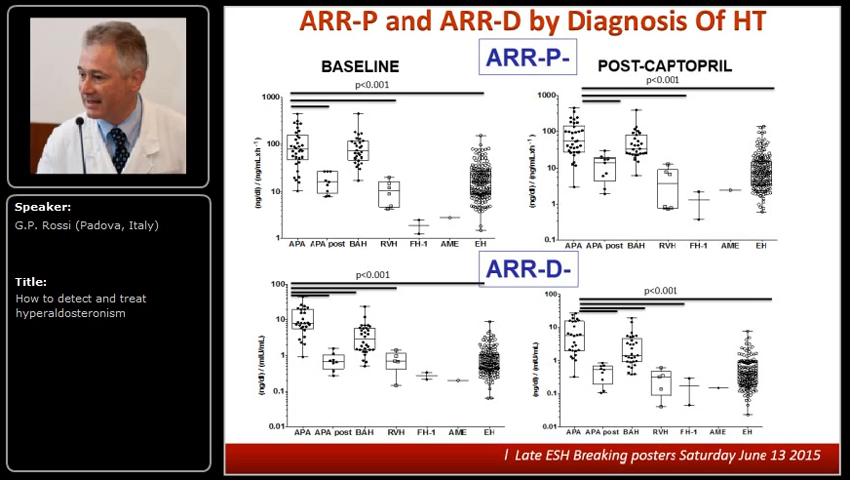 Speaker:
G.P. Rossi (Padova, Italy)
Title:
How to detect and treat
hyperaldosteronism
ARR-P and ARR-D by Diagnosis Of HT
ARR-P-
BASELINE
p<0.001
1000
100
10
1
(ng/dl) / (ng/mLxh⁻¹)
APA APA post BAH RVH FH-1 AME EH
POST-CAPTOPRIL
p<0.001
1000
100
10
1
0.1
(ng/dl) / (ng/mLxh⁻¹)
APA APA post BAH RVH FH-1 AME EH
ARR-D-
p<0.001
100
10
1
0.1
0.01
(ng/dl) / (mIU/mL)
APA APA post BAH RVH FH-1 AME EH
p<0.001
100
10
1
0.1
0.01
(ng/dl) / (mIU/mL)
APA APA post BAH RVH FH-1 AME EH
l Late ESH Breaking posters Saturday June 13 2015